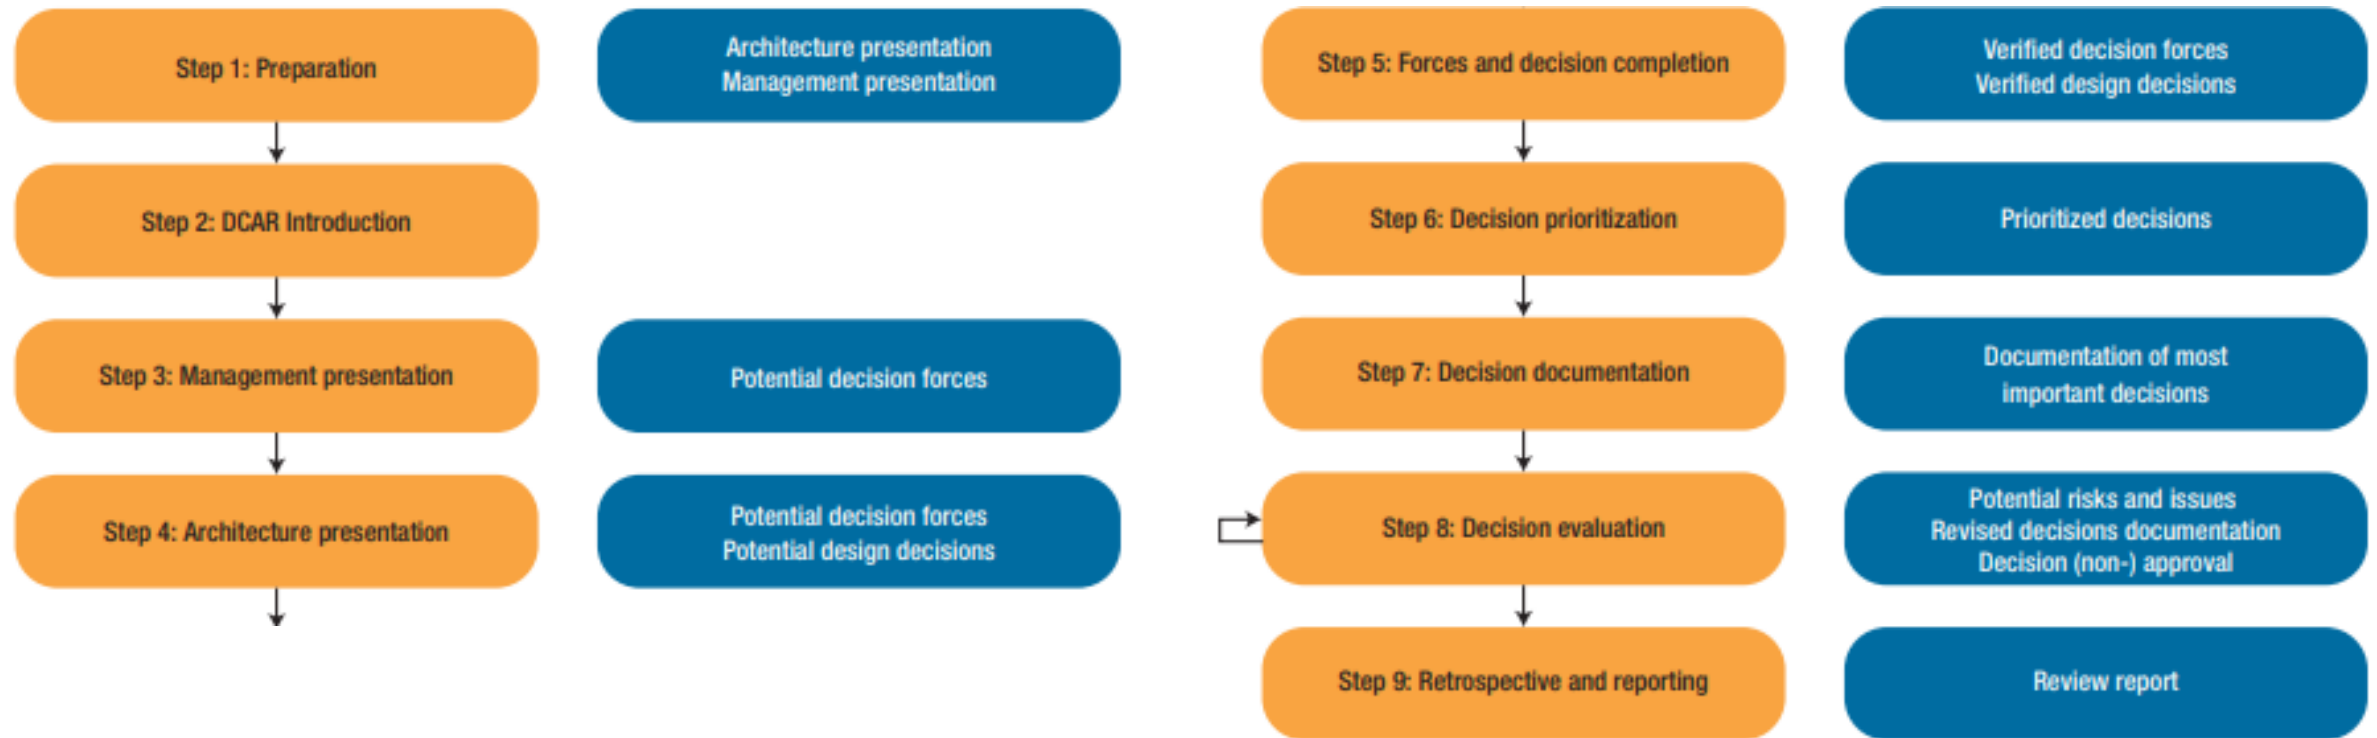 Step 1: Preparation
Architecture presentation
Management presentation
Step 2: DCAR Introduction
Step 3: Management presentation
Potential decision forces
Step 4: Architecture presentation
Potential decision forces
Potential design decisions
Step 5: Forces and decision completion
Verified decision forces
Verified design decisions
Step 6: Decision prioritization
Prioritized decisions
Step 7: Decision documentation
Documentation of most
important decisions
Step 8: Decision evaluation
Potential risks and issues
Revised decisions documentation
Decision (non-) approval
Step 9: Retrospective and reporting
Review report